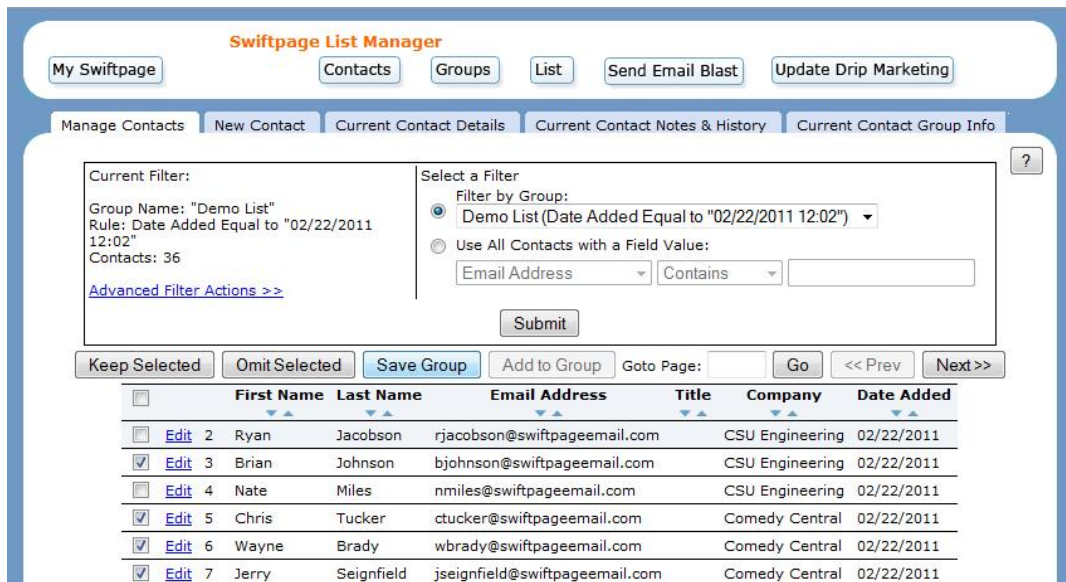 Swiftpage List Manager
My Swiftpage Contacts Groups List Send Email Blast Update Drip Marketing
Manage Contacts New Contact Current Contact Details Current Contact Notes & History Current Contact Group Info
?
Current Filter:
Group Name: "Demo List"
Rule: Date Added Equal to "02/22/2011
12:02"
Contacts: 36
Advanced Filter Actions >>
Select a Filter
Filter by Group:
Demo List (Date Added Equal to "02/22/2011 12:02")
Use All Contacts with a Field Value:
Email Address Contains
Submit
Keep Selected Omit Selected Save Group Add to Group Goto Page: Go << Prev Next >>
First Name Last Name Email Address Title Company Date Added
Edit 2 Ryan Jacobson rjacobson@swiftpageemail.com CSU Engineering 02/22/2011
Edit 3 Brian Johnson bjohnson@swiftpageemail.com CSU Engineering 02/22/2011
Edit 4 Nate Miles nmiles@swiftpageemail.com CSU Engineering 02/22/2011
Edit 5 Chris Tucker ctucker@swiftpageemail.com Comedy Central 02/22/2011
Edit 6 Wayne Brady wbrady@swiftpageemail.com Comedy Central 02/22/2011
Edit 7 Jerry Seignfield jseignfield@swiftpageemail.com Comedy Central 02/22/2011